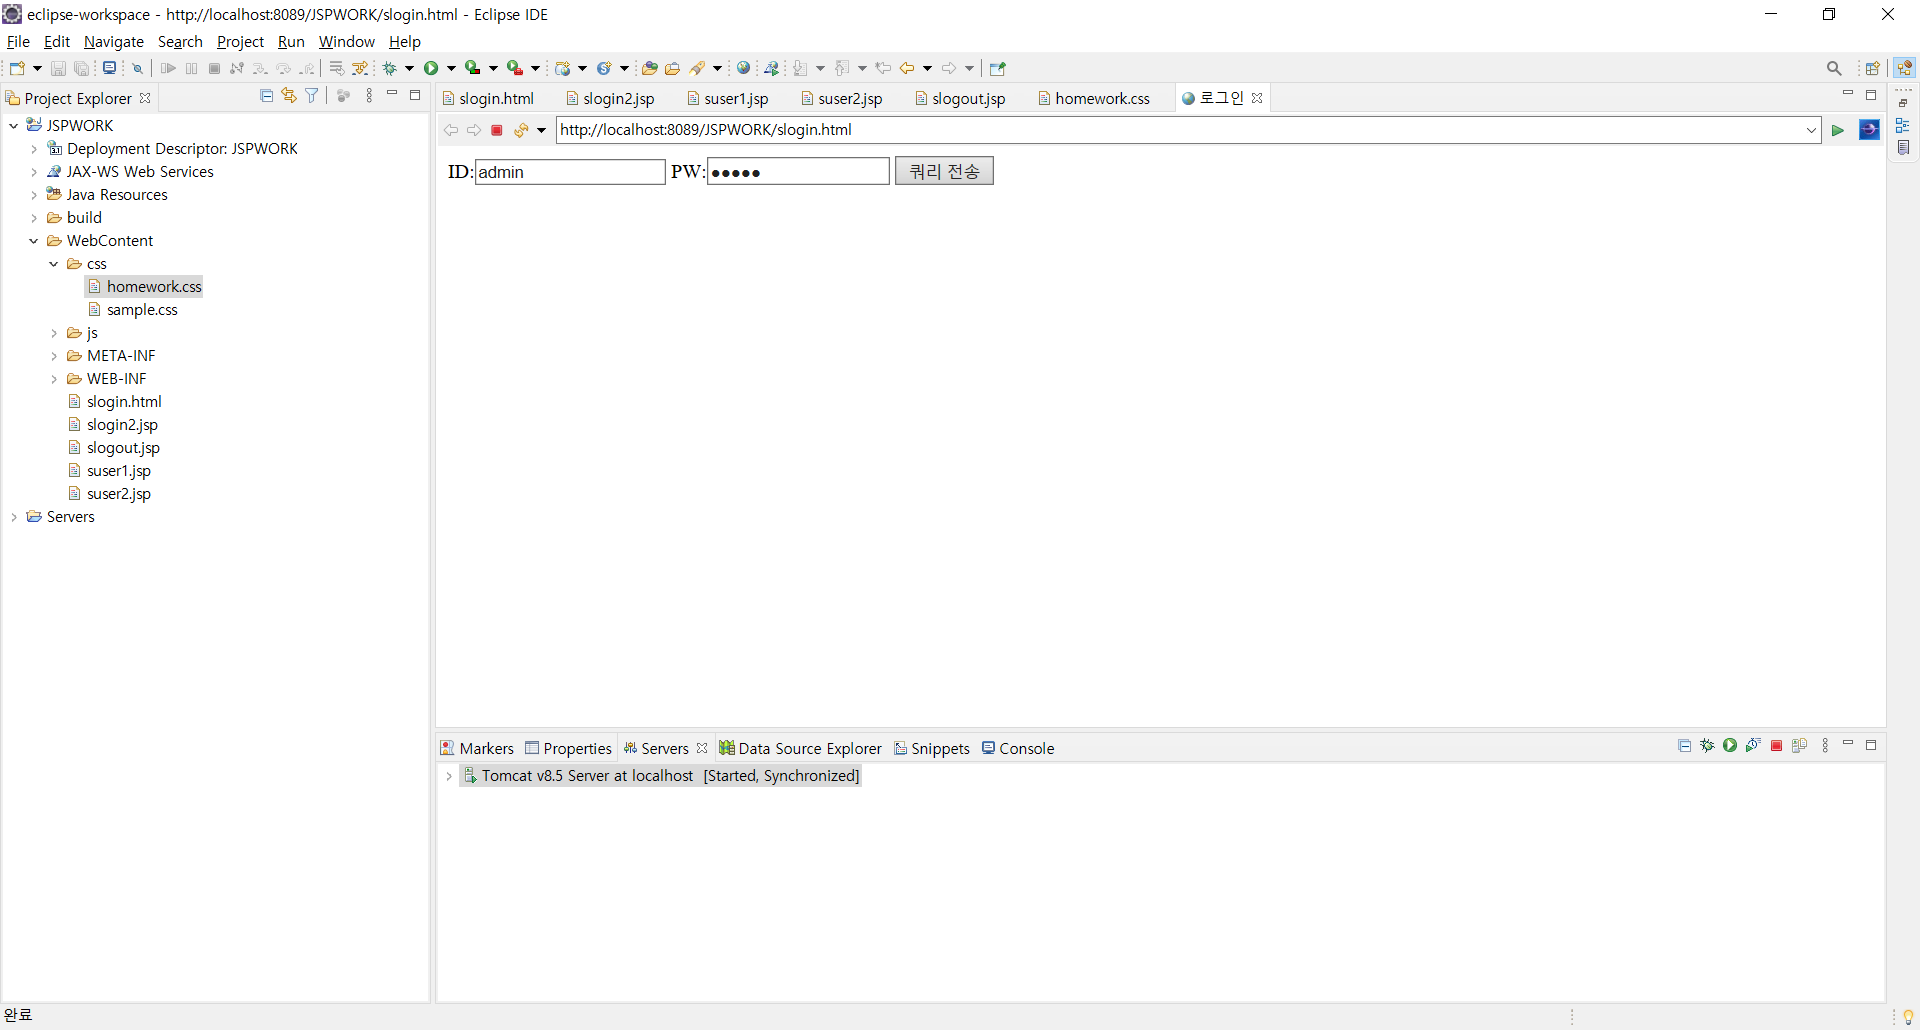 eclipse-workspace - http://localhost:8089/JSPWORK/slogin.html - Eclipse IDE
File Edit Navigate Search Project Run Window Help
Project Explorer
slogin.html slogin2.jsp suser1.jsp suser2.jsp slogout.jsp homework.css 로그인
http://localhost:8089/JSPWORK/slogin.html
JSPWORK
Deployment Descriptor: JSPWORK
JAX-WS Web Services
Java Resources
build
WebContent
css
homework.css
sample.css
js
META-INF
WEB-INF
slogin.html
slogin2.jsp
slogout.jsp
suser1.jsp
suser2.jsp
Servers
ID: admin PW: ●●●●● 쿼리 전송
Markers Properties Servers Data Source Explorer Snippets Console
Tomcat v8.5 Server at localhost [Started, Synchronized]
완료